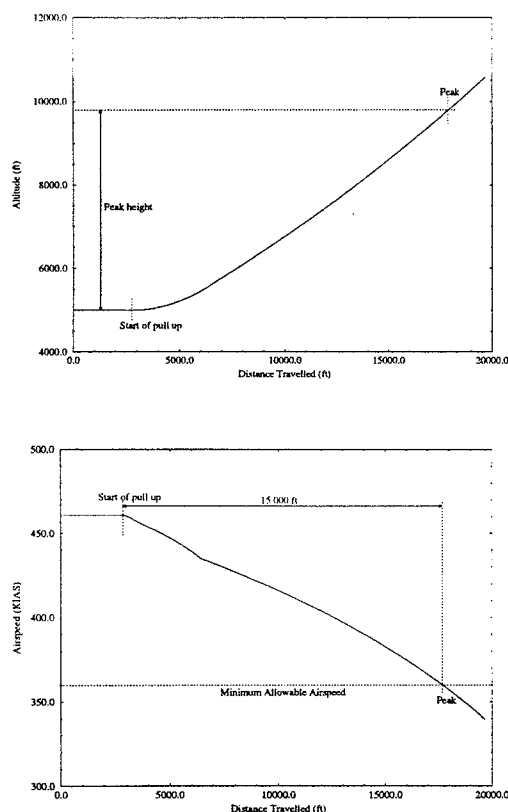 12000.0
Peak
10000.0
Altitude (ft)
8000.0
Peak height
6000.0
Start of pull up
4000.0
0.0 5000.0 10000.0 15000.0 20000.0
Distance Travelled (ft)
500.0
Start of pull up 15 000 ft
450.0
Airspeed (KIAS)
400.0
Minimum Allowable Airspeed
350.0
Peak
300.0
0.0 5000.0 10000.0 15000.0 20000.0
Distance Travelled (ft)